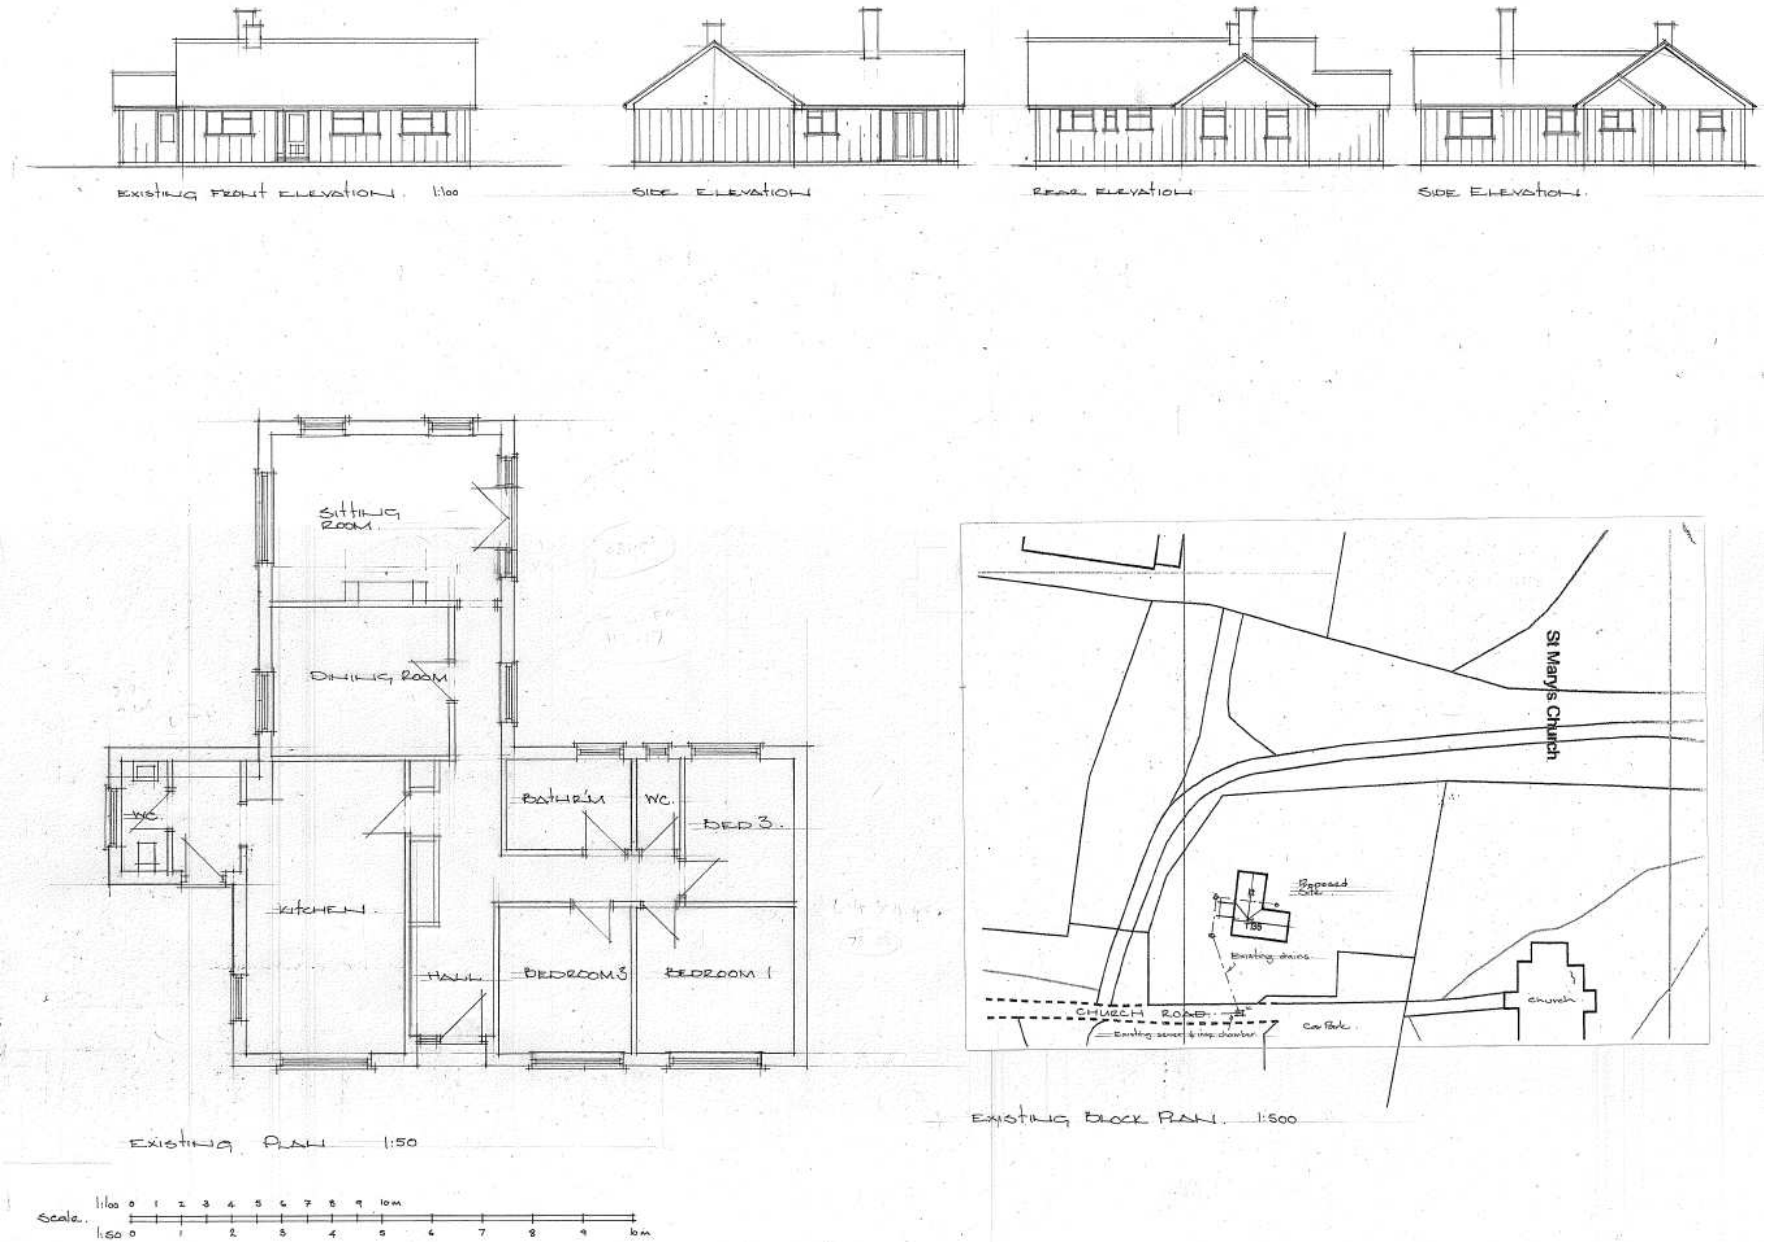 EXISTING FRONT ELEVATION. 1:100
SIDE ELEVATION
REAR ELEVATION
SIDE ELEVATION.
SITTING
ROOM.
DINING ROOM
WC.
BATHR'M
WC.
BED 3.
KITCHEN.
HALL
BEDROOM 3
BEDROOM 1
EXISTING PLAN 1:50
St Mary's Church
Proposed
Site
Existing drains
CHURCH ROAD.
Existing sewer & insp. chamber.
Car Park.
Church
EXISTING BLOCK PLAN. 1:500
Scale.
1:100 0 1 2 3 4 5 6 7 8 9 10m
1:50 0 1 2 3 4 5 6 7 8 9 10m